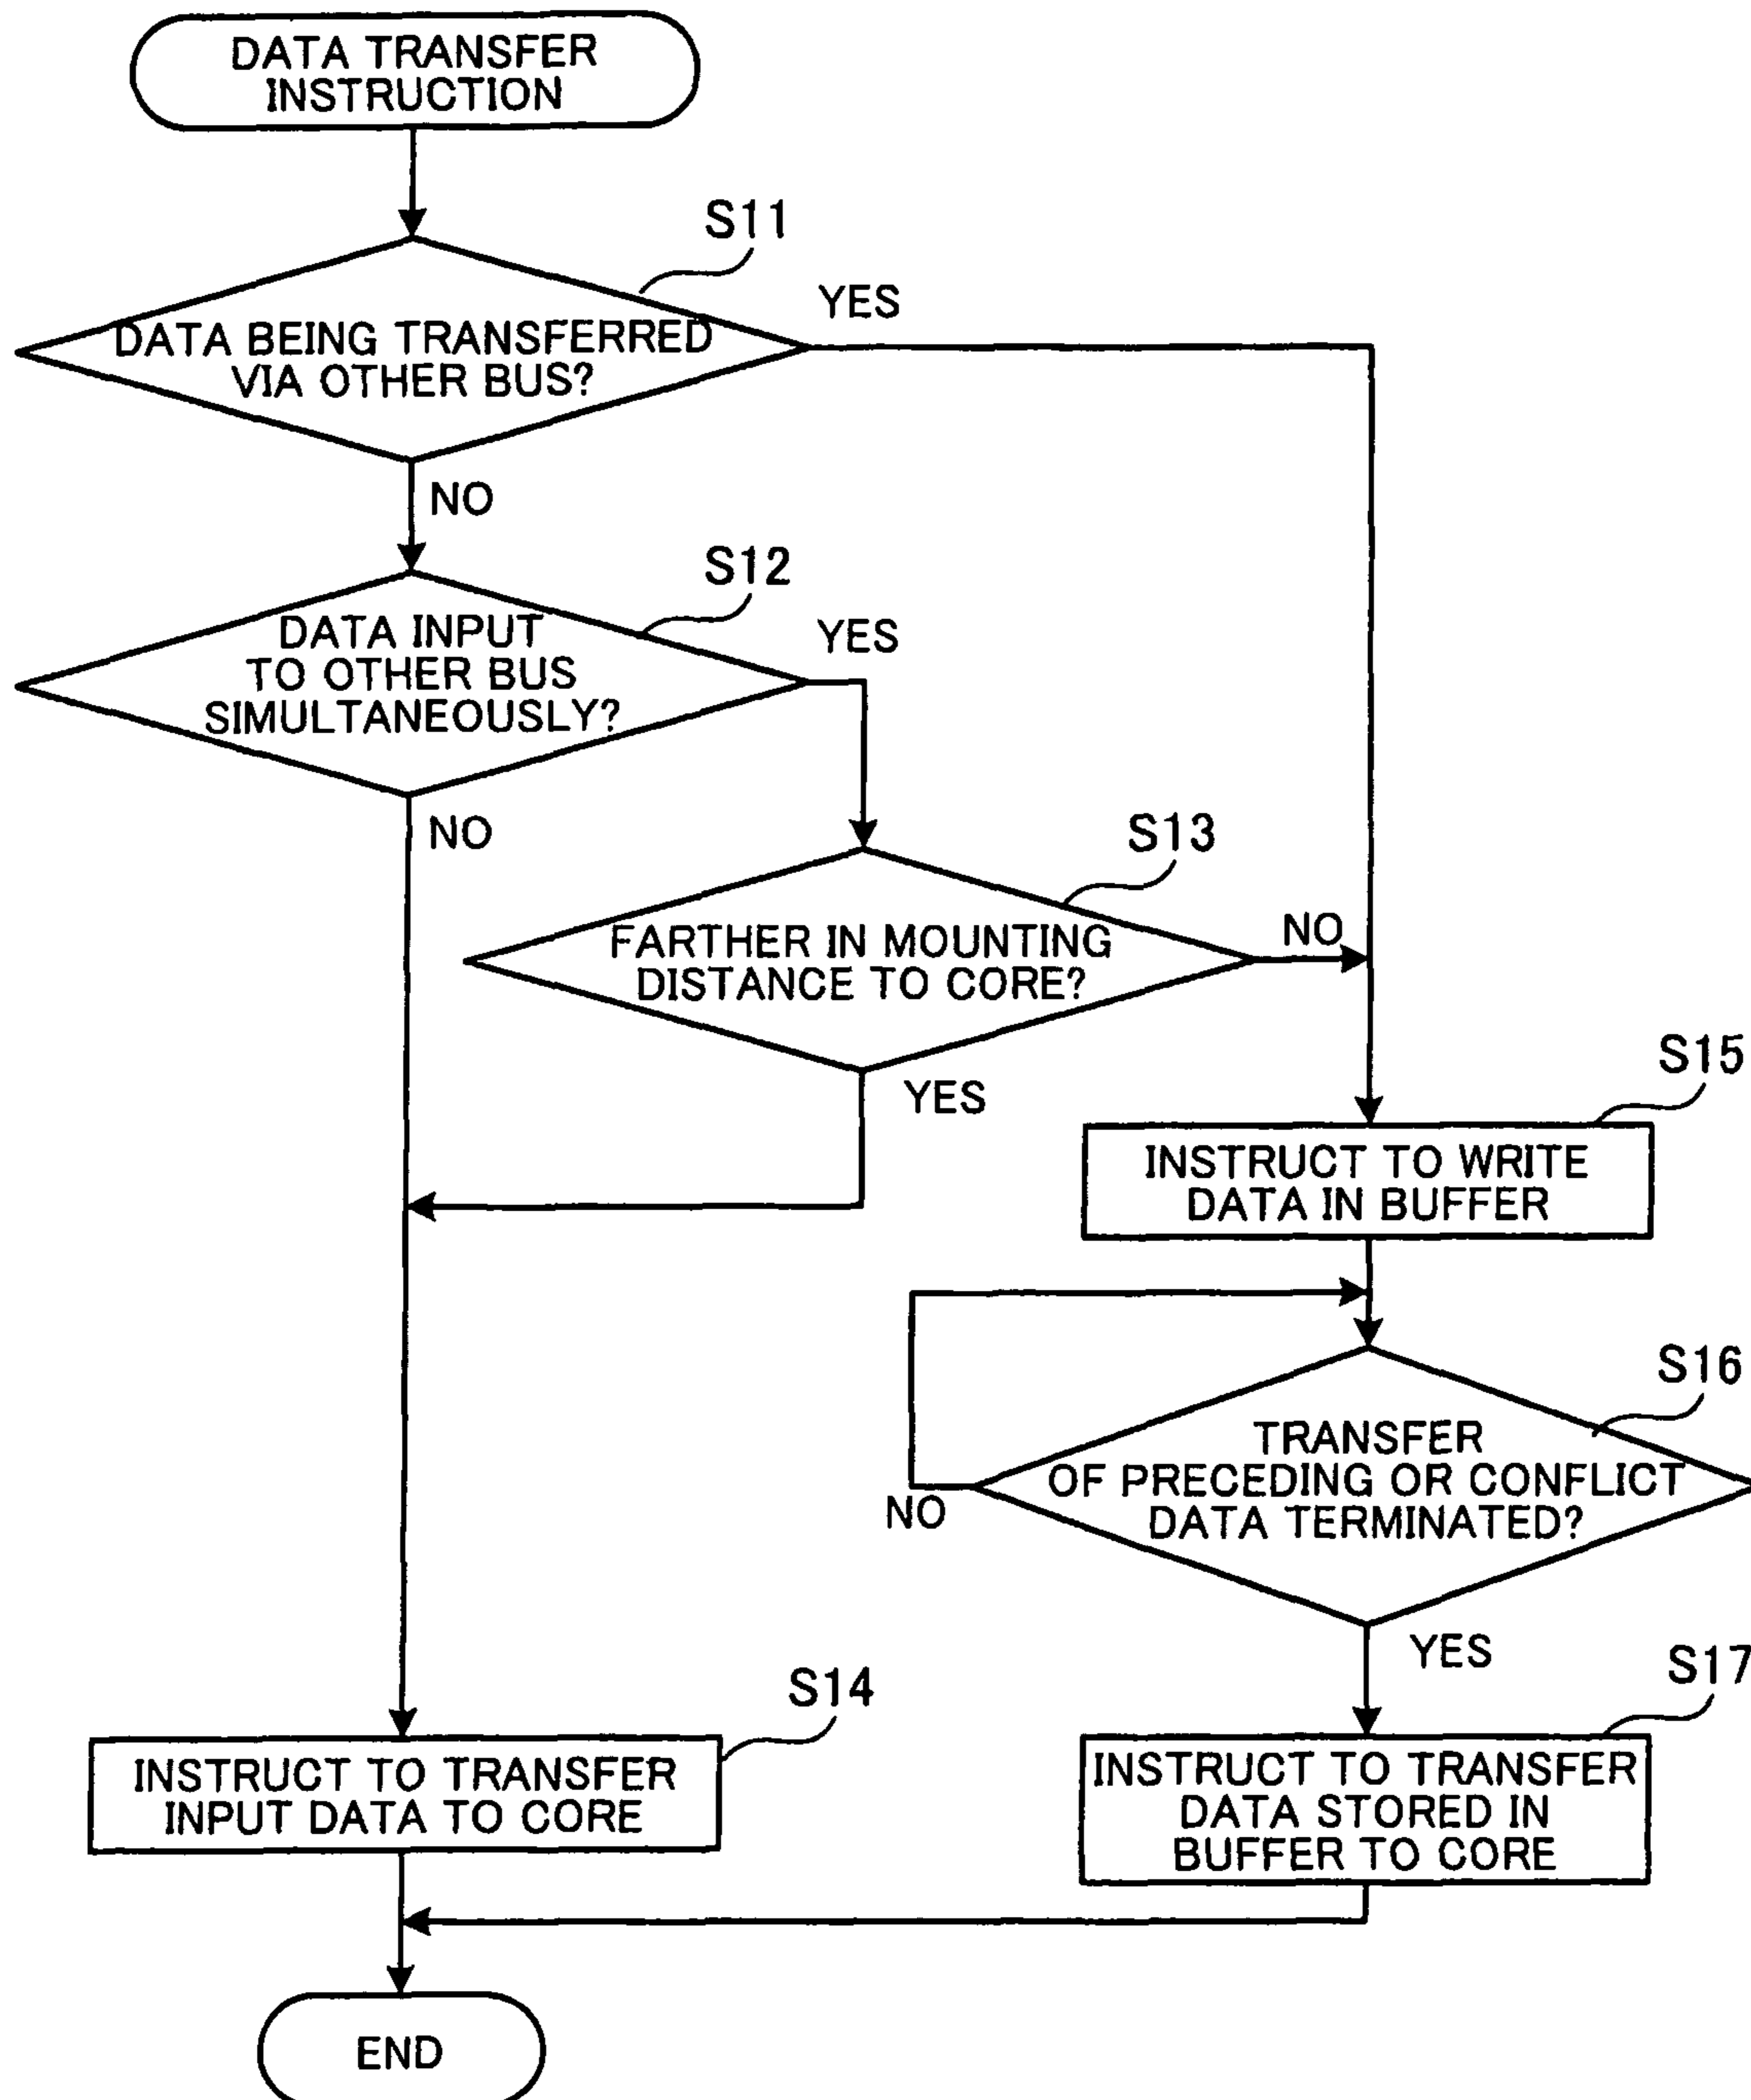 DATA TRANSFER
INSTRUCTION
S11
YES
DATA BEING TRANSFERRED
VIA OTHER BUS?
NO
S12
YES
DATA INPUT
TO OTHER BUS
SIMULTANEOUSLY?
NO
S13
NO
FARTHER IN MOUNTING
DISTANCE TO CORE?
YES
S15
INSTRUCT TO WRITE
DATA IN BUFFER
S16
TRANSFER
OF PRECEDING OR CONFLICT
DATA TERMINATED?
NO
YES
S14
INSTRUCT TO TRANSFER
INPUT DATA TO CORE
S17
INSTRUCT TO TRANSFER
DATA STORED IN
BUFFER TO CORE
END